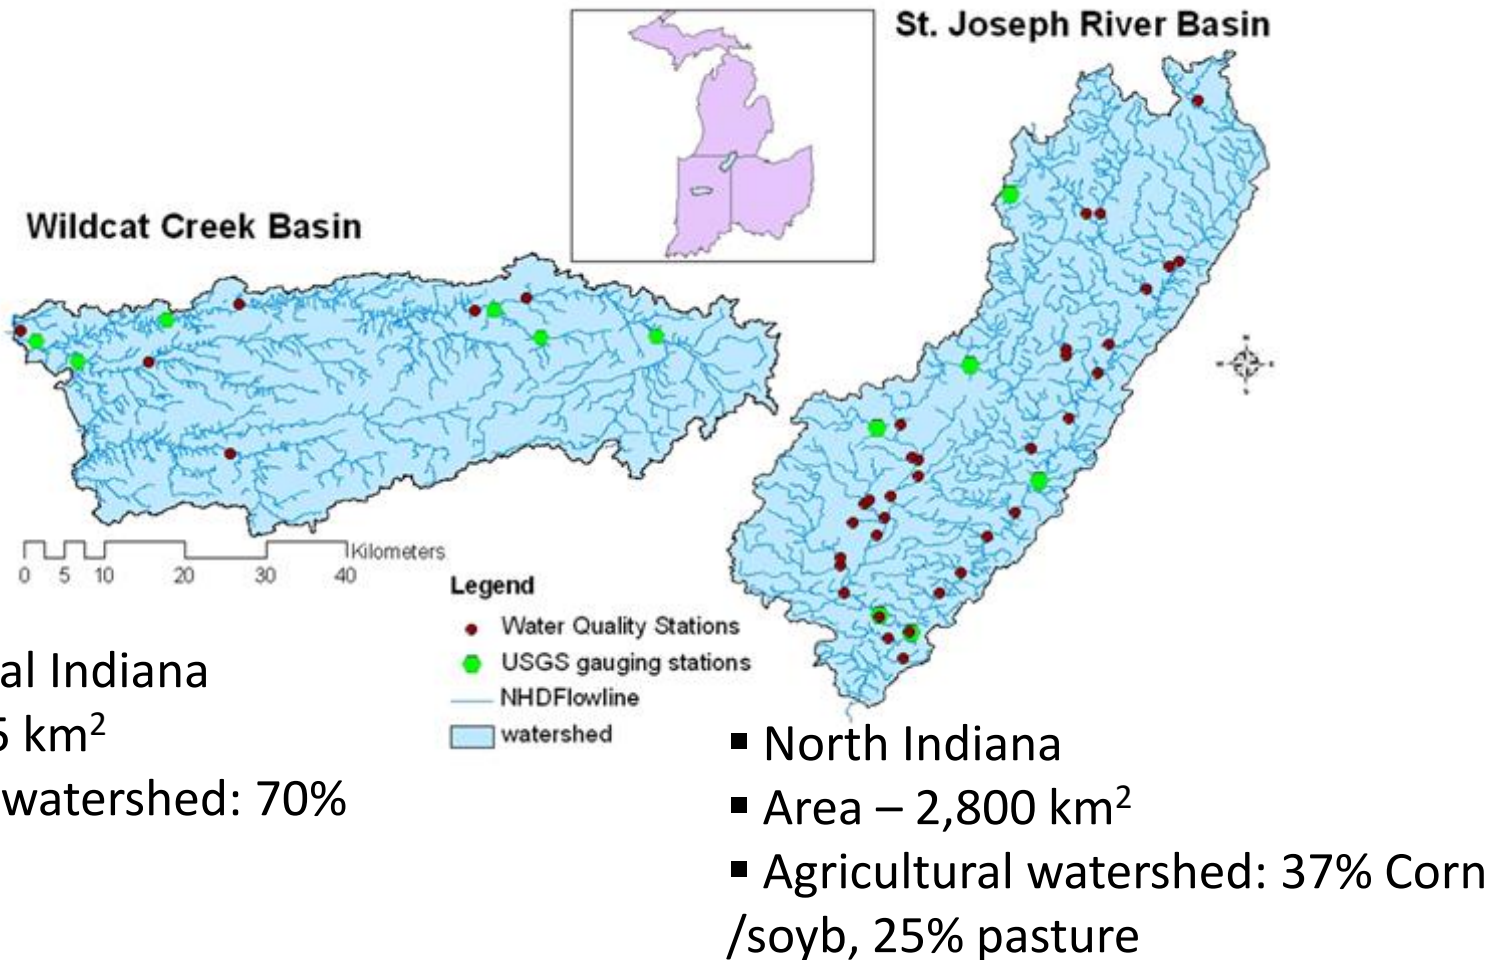 St. Joseph River Basin
Wildcat Creek Basin
Kilometers
0 5 10 20 30 40
Legend
Water Quality Stations
USGS gauging stations
NHDFlowline
watershed
al Indiana
5 km²
watershed: 70%
▪ North Indiana
▪ Area – 2,800 km²
▪ Agricultural watershed: 37% Corn
/soyb, 25% pasture